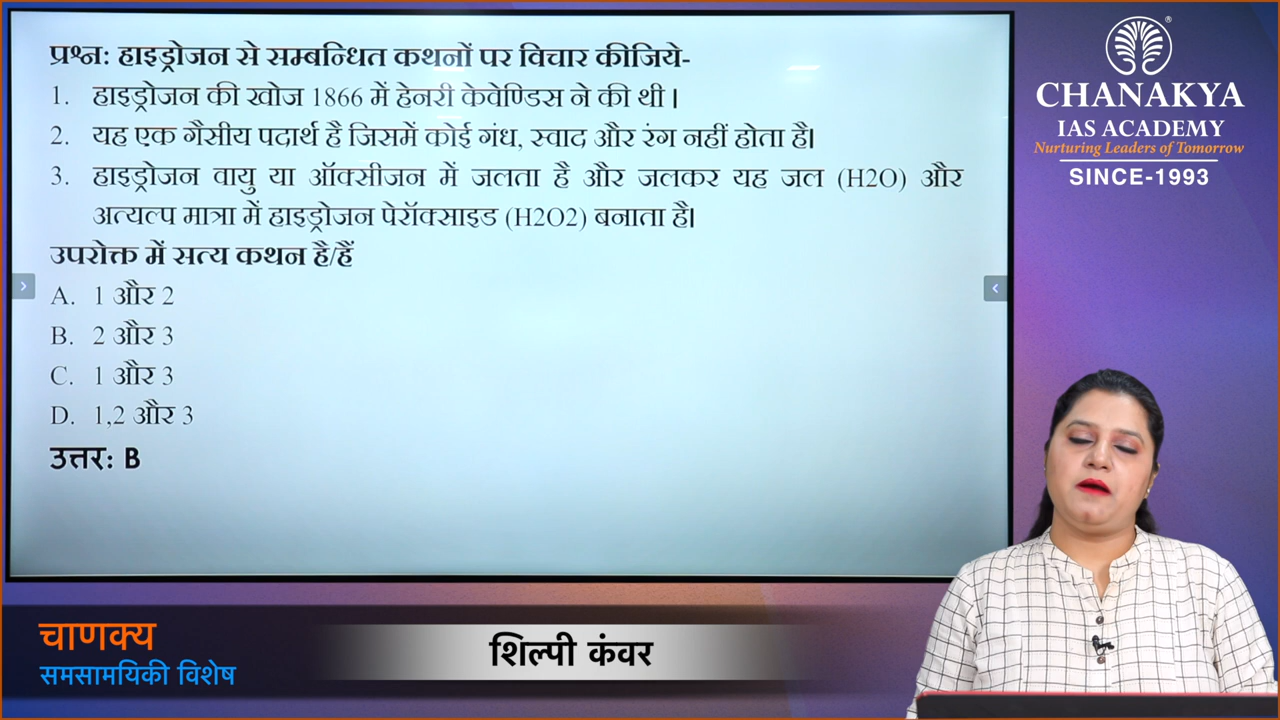 प्रश्न: हाइड्रोजन से सम्बन्धित कथनों पर विचार कीजिये-
1. हाइड्रोजन की खोज 1866 में हेनरी केवेण्डिस ने की थी।
2. यह एक गैसीय पदार्थ है जिसमें कोई गंध, स्वाद और रंग नहीं होता है।
3. हाइड्रोजन वायु या ऑक्सीजन में जलता है और जलकर यह जल (H2O) और
अत्यल्प मात्रा में हाइड्रोजन पेरॉक्साइड (H2O2) बनाता है।
उपरोक्त में सत्य कथन है/हैं
A. 1 और 2
B. 2 और 3
C. 1 और 3
D. 1,2 और 3
उत्तर: B
CHANAKYA
IAS ACADEMY
Nurturing Leaders of Tomorrow
SINCE-1993
चाणक्य
समसामयिकी विशेष
शिल्पी कंवर